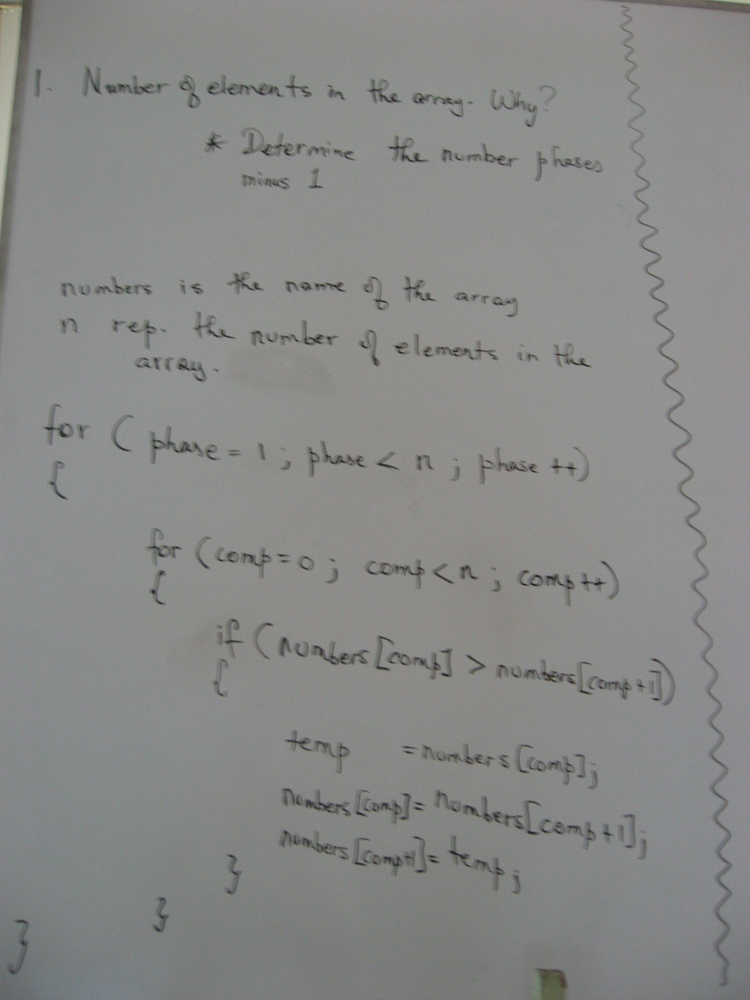 1. Number of elements in the array. Why?
* Determine the number phases
minus 1
numbers is the name of the array
n rep. the number of elements in the
array.
for ( phase = 1 ; phase < n ; phase ++)
{
for (comp = 0 ; comp < n ; comp ++)
{
if (numbers [comp] > numbers[comp +1])
{
temp = numbers [comp];
numbers [comp] = numbers[comp +1];
numbers [comp+1] = temp;
}
}
}